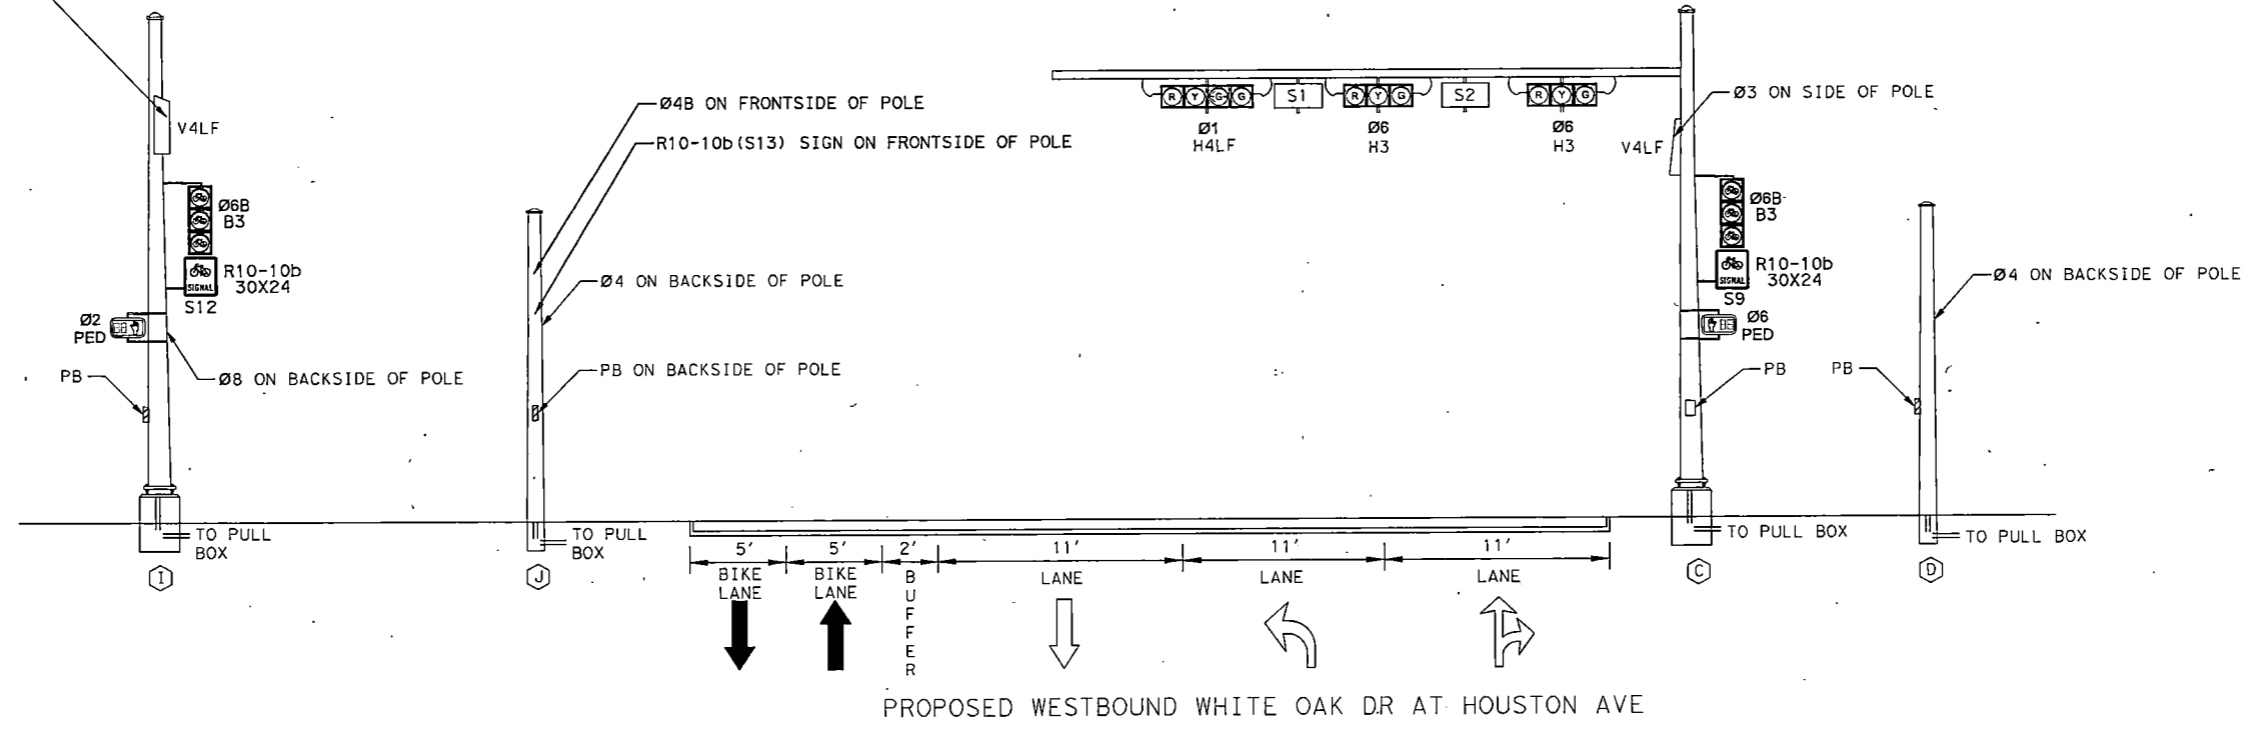 V4LF
Ø6B
B3
SIGNAL
R10-10b
30X24
S12
Ø2
PED
PB
Ø8 ON BACKSIDE OF POLE
TO PULL
BOX
I
Ø4B ON FRONTSIDE OF POLE
R10-10b(S13) SIGN ON FRONTSIDE OF POLE
Ø4 ON BACKSIDE OF POLE
PB ON BACKSIDE OF POLE
TO PULL
BOX
J
R Y G G
S1
R Y G
S2
R Y G
Ø1
H4LF
Ø6
H3
Ø6
H3
Ø3 ON SIDE OF POLE
V4LF
Ø6B
B3
SIGNAL
R10-10b
30X24
S9
Ø6
PED
PB
TO PULL BOX
C
PB
Ø4 ON BACKSIDE OF POLE
TO PULL BOX
D
5' 5' 2' 11' 11' 11'
BIKE
LANE
BIKE
LANE
BUFFER
LANE
LANE
LANE
PROPOSED WESTBOUND WHITE OAK DR AT HOUSTON AVE